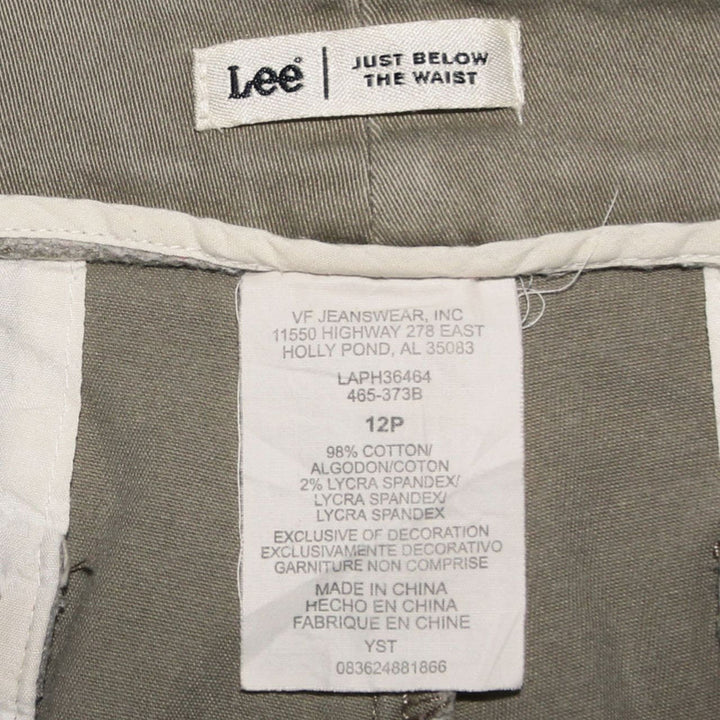 Lee® | JUST BELOW
THE WAIST
VF JEANSWEAR, INC
11550 HIGHWAY 278 EAST
HOLLY POND, AL 35083
LAPH36464
465-373B
12P
98% COTTON/
ALGODON/COTON
2% LYCRA SPANDEX/
LYCRA SPANDEX/
LYCRA SPANDEX
EXCLUSIVE OF DECORATION
EXCLUSIVAMENTE DECORATIVO
GARNITURE NON COMPRISE
MADE IN CHINA
HECHO EN CHINA
FABRIQUE EN CHINE
YST
083624881866